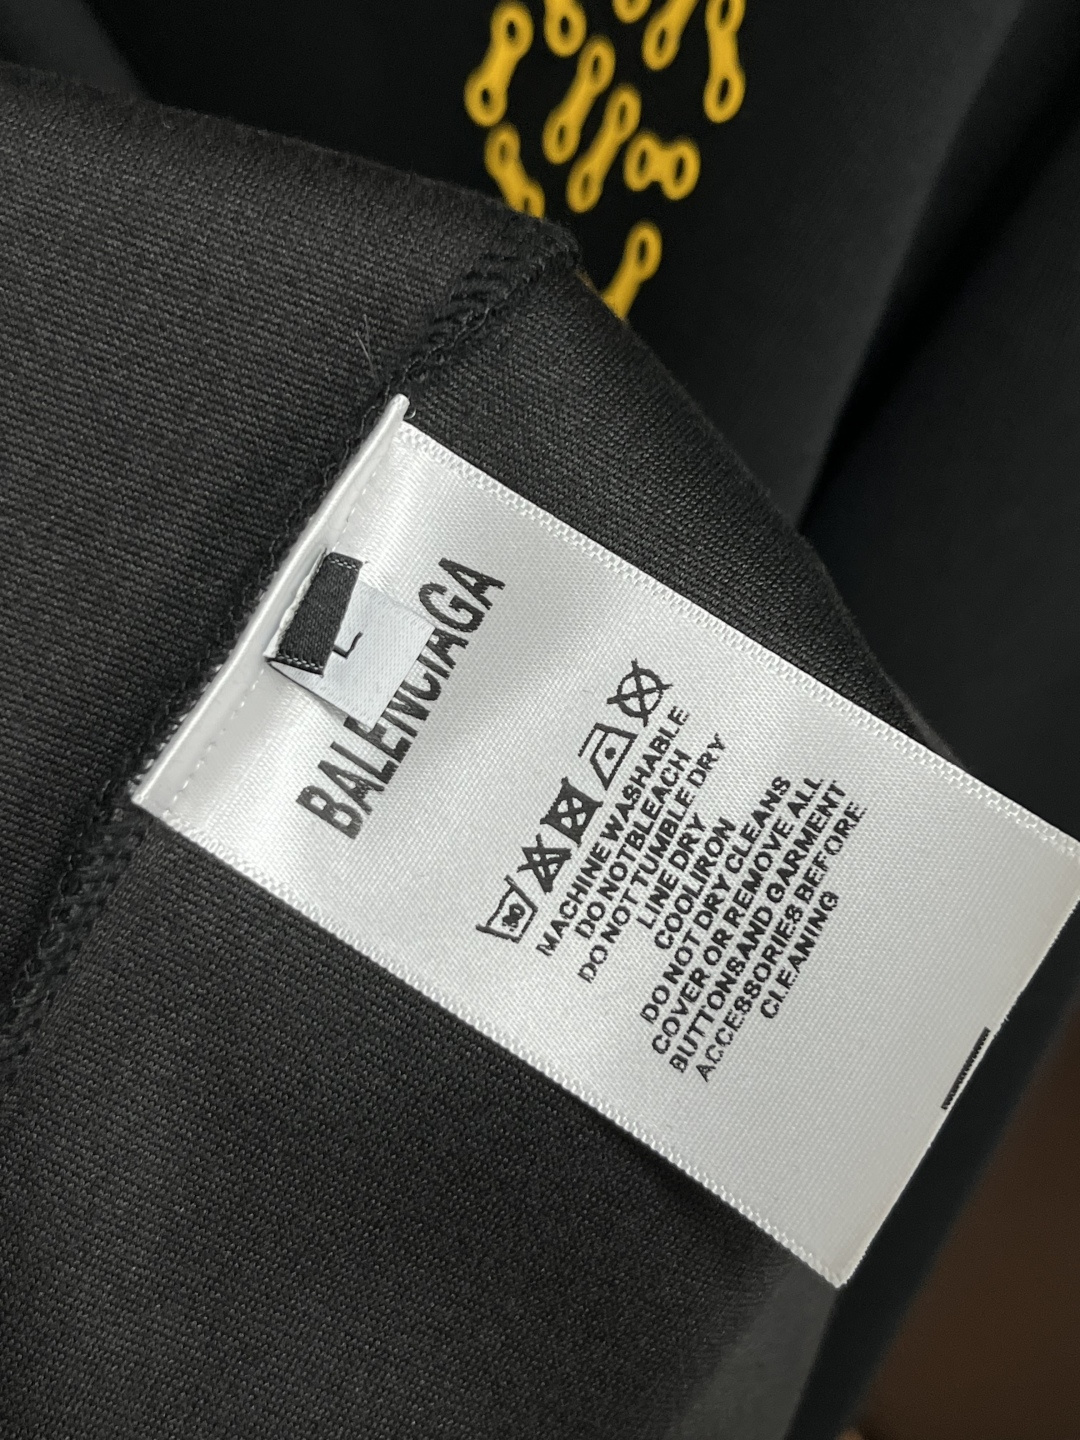 BALENCIAGA
L
30
MACHINE WASHABLE
DO NOTBLEACH
DO NOT TUMBLE DRY
LINE DRY
COOLIRON
DO NOT DRY CLEANS
COVER OR REMOVE ALL
BUTTONSAND GARMENT
ACCESSORIES BEFORE
CLEANING